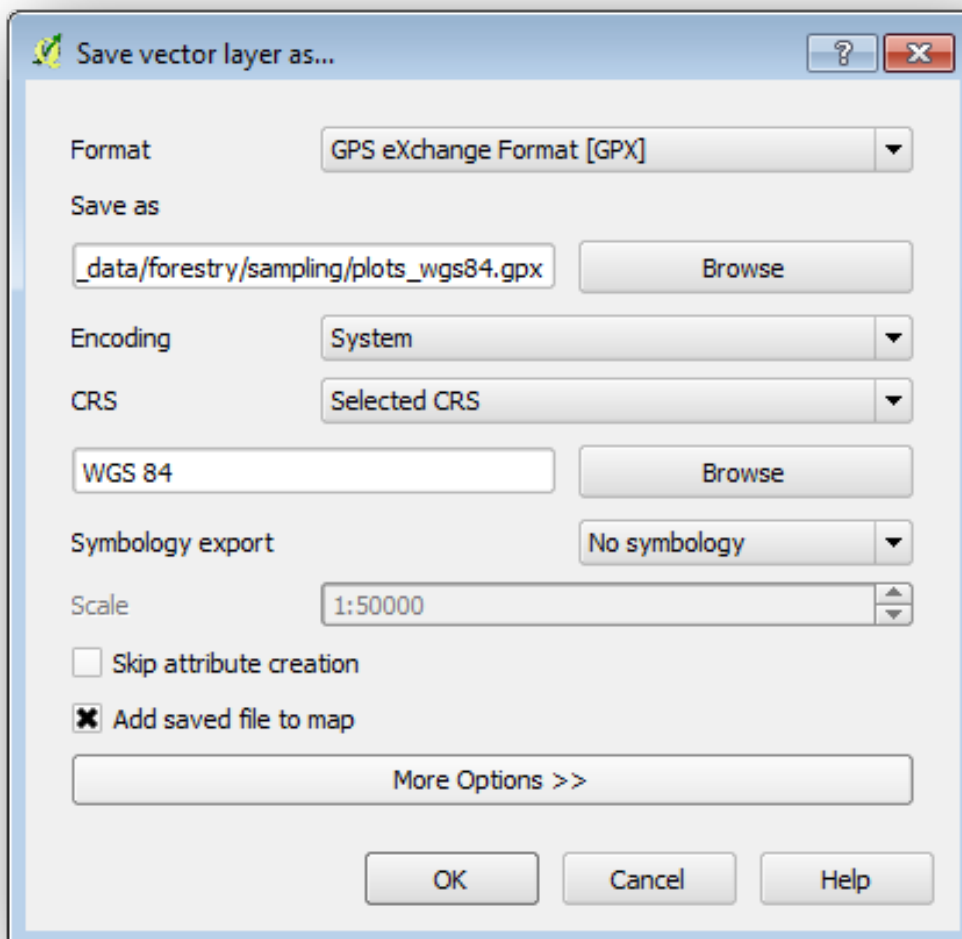 Save vector layer as...
Format GPS eXchange Format [GPX]
Save as
_data/forestry/sampling/plots_wgs84.gpx Browse
Encoding System
CRS Selected CRS
WGS 84 Browse
Symbology export No symbology
Scale 1:50000
Skip attribute creation
Add saved file to map
More Options >>
OK Cancel Help